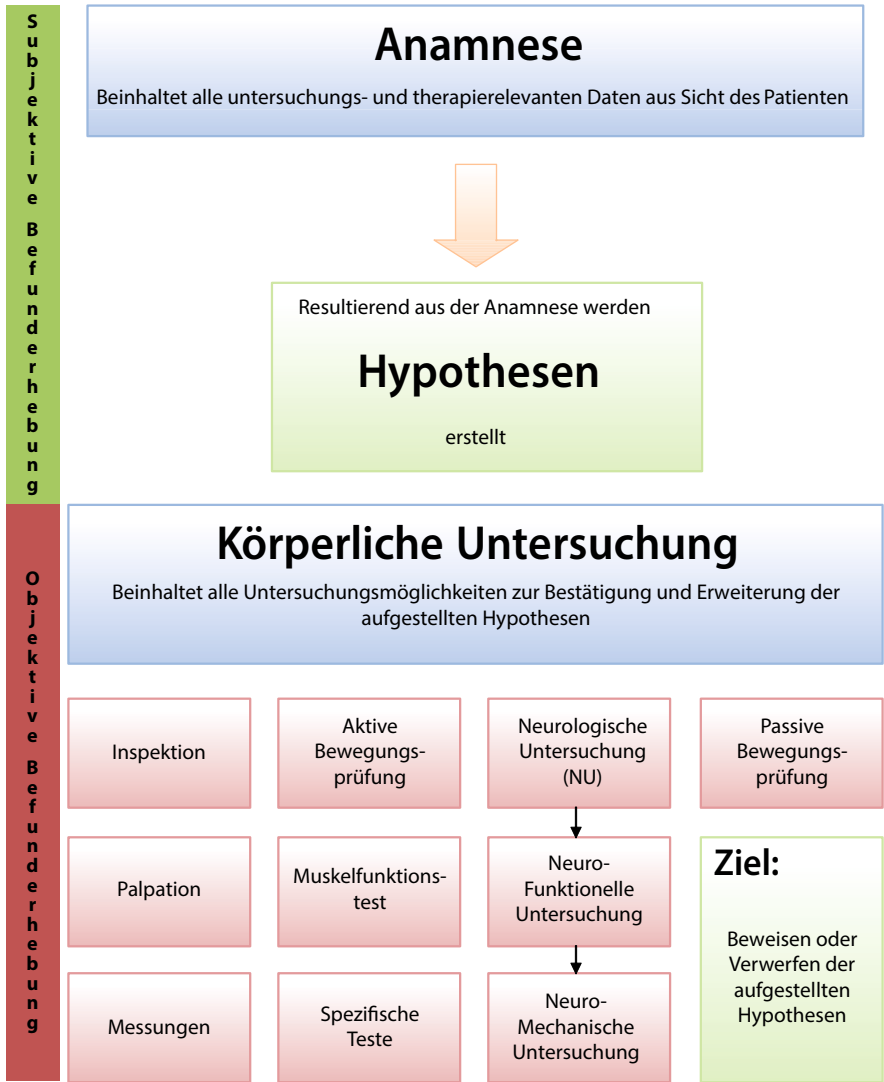 Subjektive Befunderhebung
Anamnese
Beinhaltet alle untersuchungs- und therapierelevanten Daten aus Sicht des Patienten
Resultierend aus der Anamnese werden
Hypothesen
erstellt
Objektive Befunderhebung
Körperliche Untersuchung
Beinhaltet alle Untersuchungsmöglichkeiten zur Bestätigung und Erweiterung der
aufgestellten Hypothesen
Inspektion
Aktive
Bewegungs-
prüfung
Neurologische
Untersuchung
(NU)
Passive
Bewegungs-
prüfung
Palpation
Muskelfunktions-
test
Neuro-
Funktionelle
Untersuchung
Ziel:
Beweisen oder
Verwerfen der
aufgestellten
Hypothesen
Messungen
Spezifische
Teste
Neuro-
Mechanische
Untersuchung